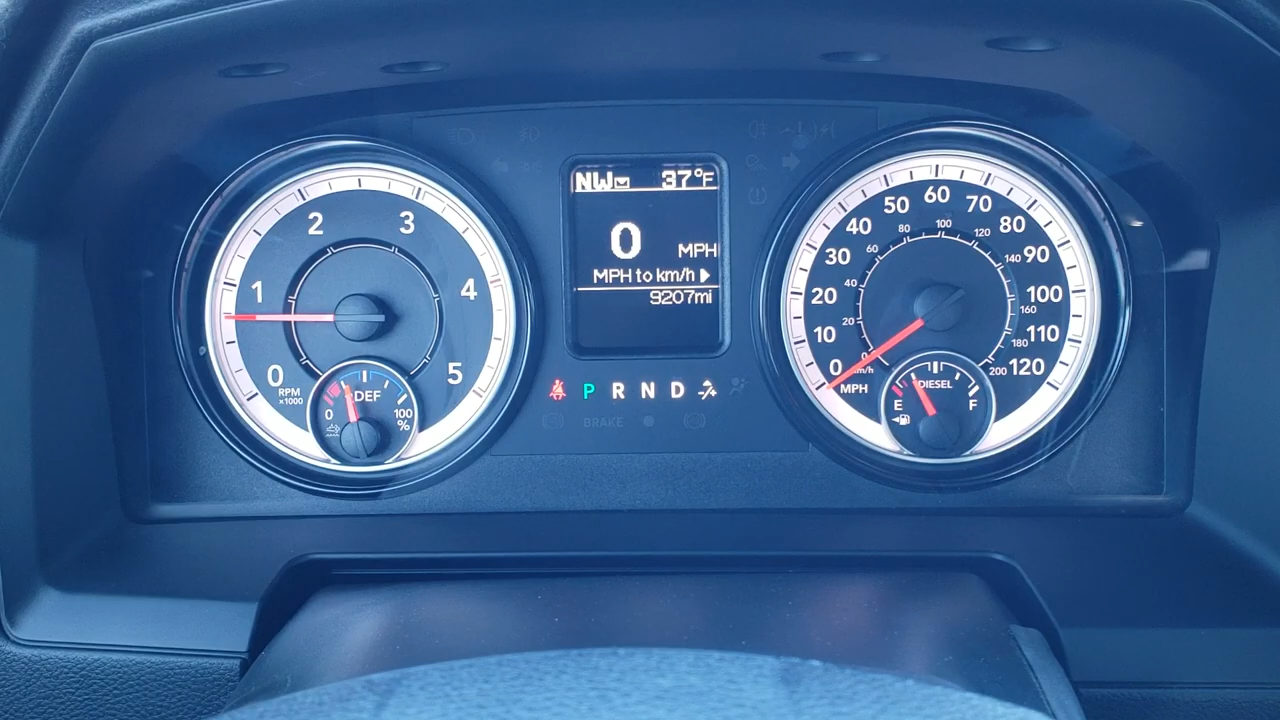 NW 37°F
0 MPH
MPH to km/h
9207mi
0 1 2 3 4 5
RPM
x1000
DEF
0 100
%
P R N D
BRAKE
0 10 20 30 40 50 60 70 80 90 100 110 120
MPH
0 20 40 60 80 100 120 140 160 180 200
km/h
DIESEL
E F